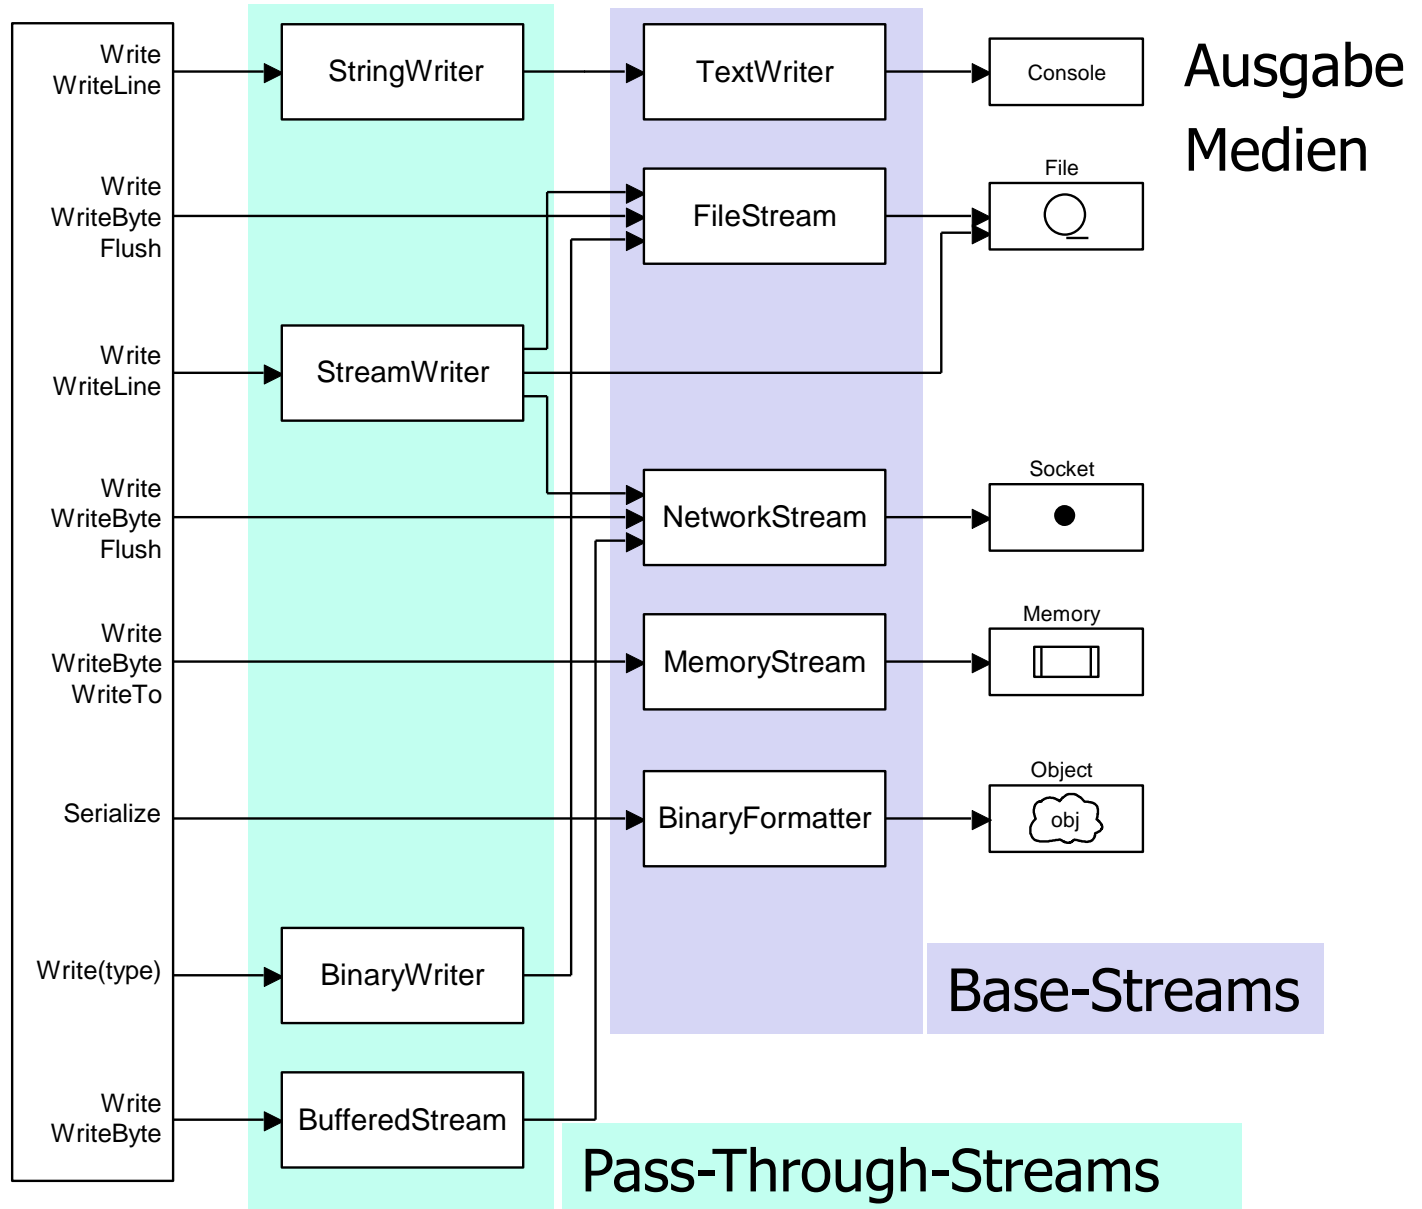 Write
WriteLine
StringWriter
TextWriter
Console
Ausgabe
Medien
Write
WriteByte
Flush
FileStream
File
Write
WriteLine
StreamWriter
Write
WriteByte
Flush
NetworkStream
Socket
Write
WriteByte
WriteTo
MemoryStream
Memory
Serialize
BinaryFormatter
Object
obj
Write(type)
BinaryWriter
Base-Streams
Write
WriteByte
BufferedStream
Pass-Through-Streams